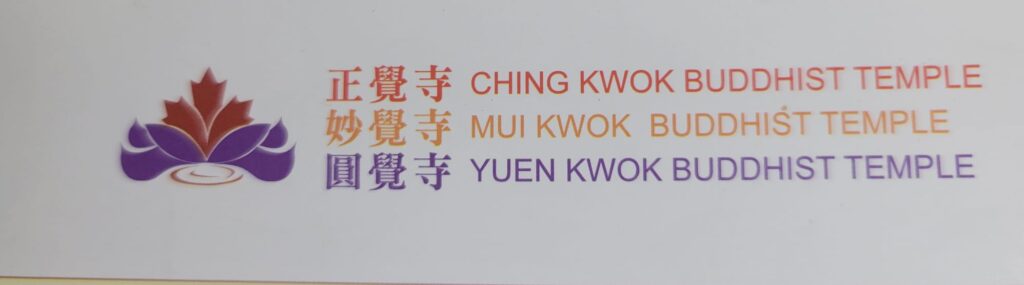 正覺寺 CHING KWOK BUDDHIST TEMPLE
妙覺寺 MUI KWOK BUDDHIST TEMPLE
圓覺寺 YUEN KWOK BUDDHIST TEMPLE